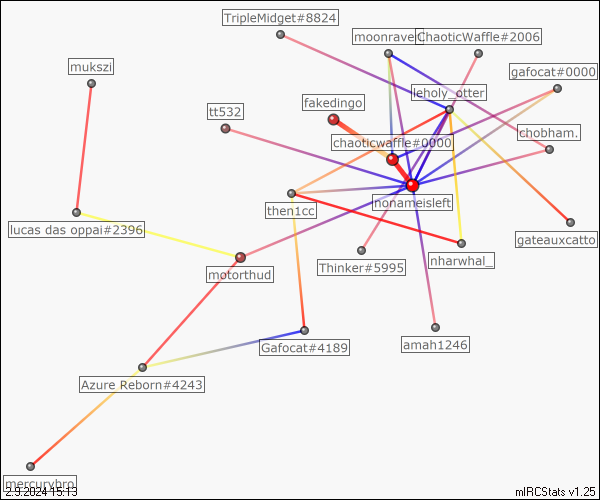 TripleMidget#8824
moonrave
ChaoticWaffle#2006
mukszi
gafocat#0000
leholy_otter
fakedingo
tt532
chaoticwaffle#0000
chobham.
nonameisleft
then1cc
lucas das oppai#2396
gateauxcatto
nharwhal_
Thinker#5995
motorthud
Gafocat#4189
amah1246
Azure Reborn#4243
mercurybro
2.9.2024 15:13
mIRCStats v1.25